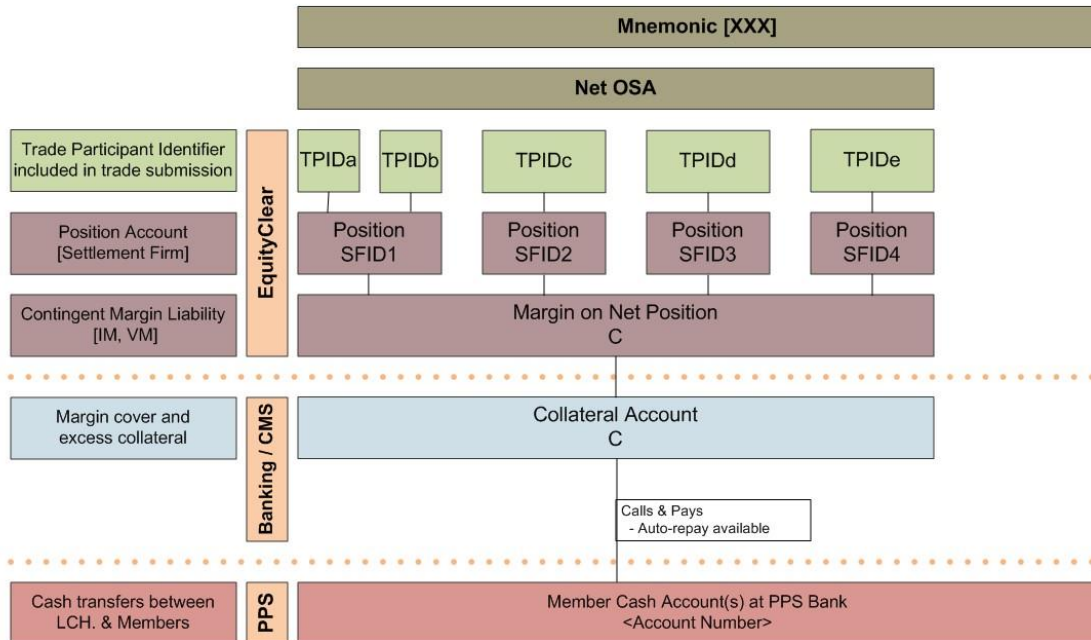 Mnemonic [XXX]
Net OSA
Trade Participant Identifier
included in trade submission
EquityClear
TPIDa
TPIDb
TPIDc
TPIDd
TPIDe
Position Account
[Settlement Firm]
Position
SFID1
Position
SFID2
Position
SFID3
Position
SFID4
Contingent Margin Liability
[IM, VM]
Margin on Net Position
C
Margin cover and
excess collateral
Banking / CMS
Collateral Account
C
Calls & Pays
- Auto-repay available
Cash transfers between
LCH. & Members
PPS
Member Cash Account(s) at PPS Bank
<Account Number>